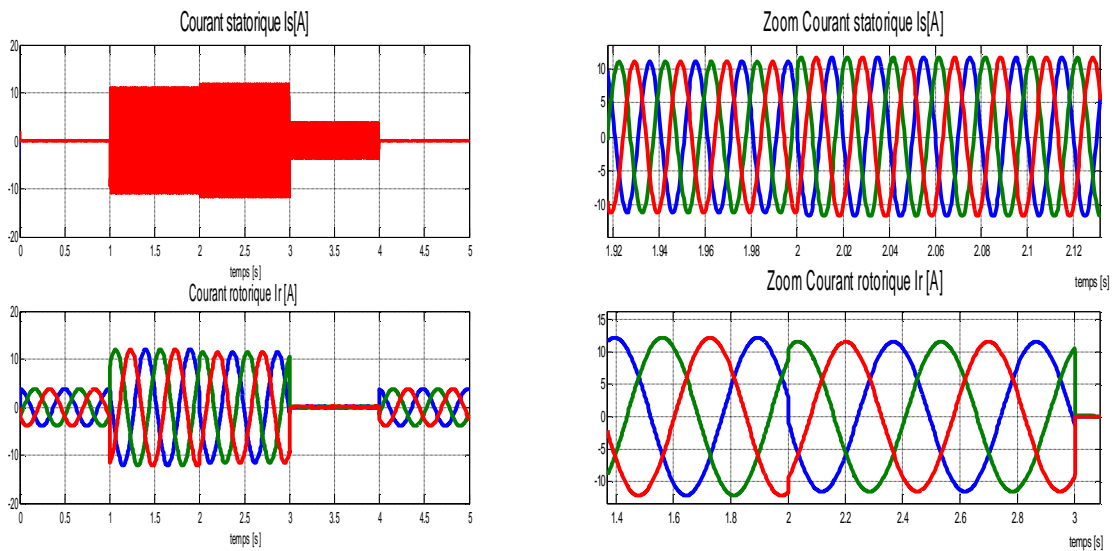 Courant statorique Is[A]
20
10
0
-10
-20
0 0.5 1 1.5 2 2.5 3 3.5 4 4.5 5
temps [s]
Zoom Courant statorique Is[A]
10
5
0
-5
-10
1.92 1.94 1.96 1.98 2 2.02 2.04 2.06 2.08 2.1 2.12
temps [s]
Courant rotorique Ir [A]
20
10
0
-10
-20
0 0.5 1 1.5 2 2.5 3 3.5 4 4.5 5
temps [s]
Zoom Courant rotorique Ir [A]
15
10
5
0
-5
-10
1.4 1.6 1.8 2 2.2 2.4 2.6 2.8 3
temps [s]